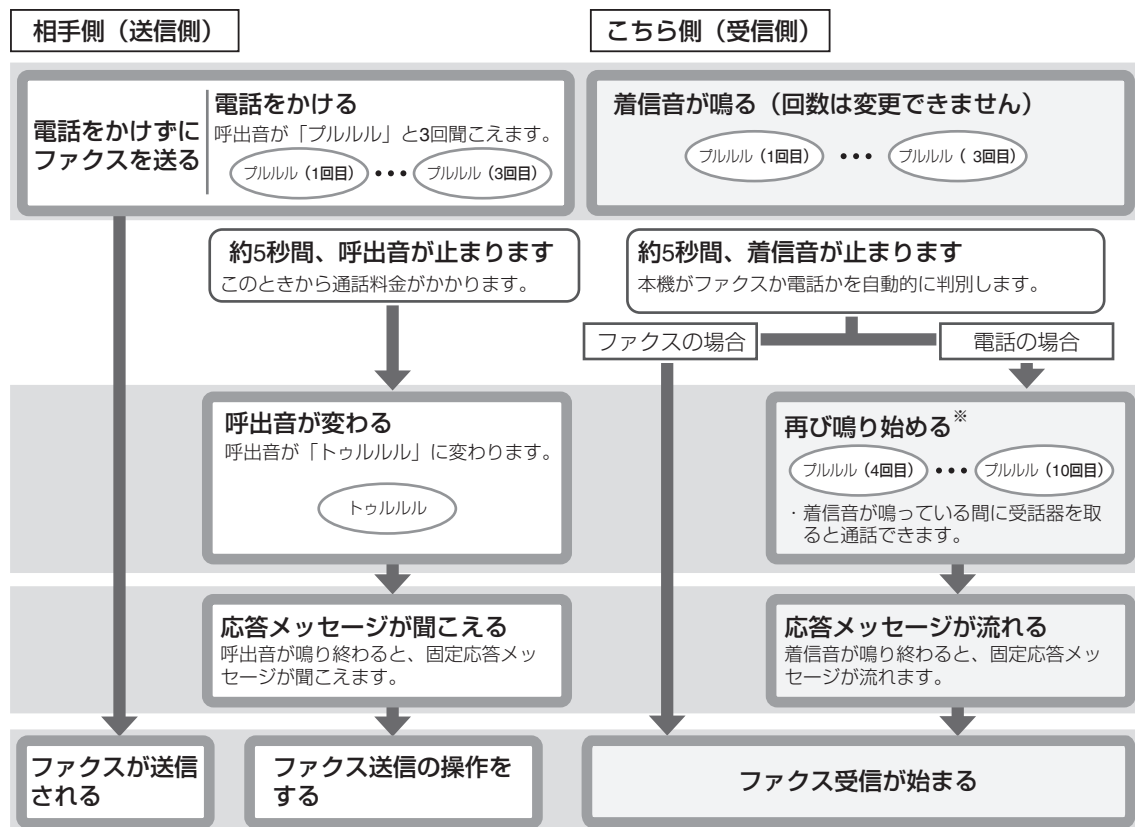 相手側（送信側）
こちら側（受信側）
電話をかけずに
ファクスを送る
電話をかける
呼出音が「プルルル」と3回聞こえます。
プルルル（1回目）•••プルルル（3回目）
着信音が鳴る（回数は変更できません）
プルルル（1回目）•••プルルル（ 3回目）
約5秒間、呼出音が止まります
このときから通話料金がかかります。
約5秒間、着信音が止まります
本機がファクスか電話かを自動的に判別します。
ファクスの場合
電話の場合
呼出音が変わる
呼出音が「トゥルルル」に変わります。
トゥルルル
再び鳴り始める※
プルルル（4回目）•••プルルル（10回目）
・着信音が鳴っている間に受話器を取
ると通話できます。
応答メッセージが聞こえる
呼出音が鳴り終わると、固定応答メッ
セージが聞こえます。
応答メッセージが流れる
着信音が鳴り終わると、固定応答メッ
セージが流れます。
ファクスが送信
される
ファクス送信の操作を
する
ファクス受信が始まる